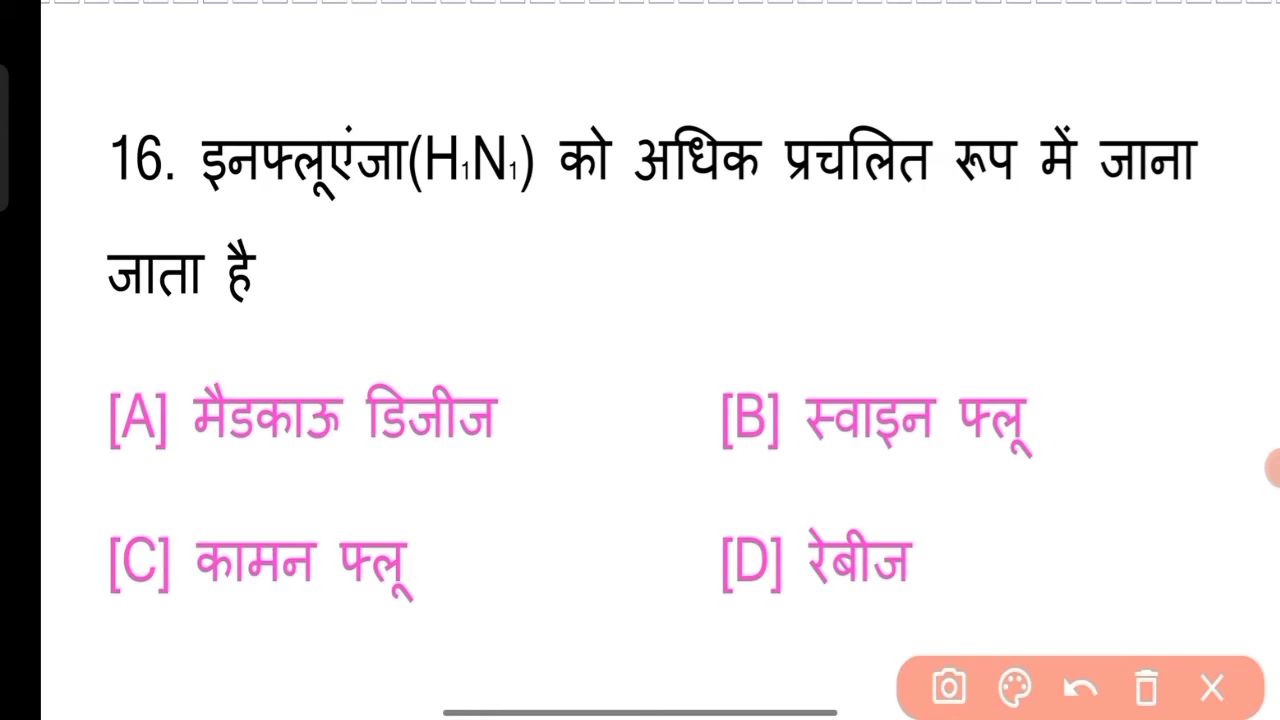 16. इनफ्लूएंजा(H₁N₁) को अधिक प्रचलित रूप में जाना
जाता है
[A] मैडकाऊ डिजीज [B] स्वाइन फ्लू
[C] कामन फ्लू [D] रेबीज